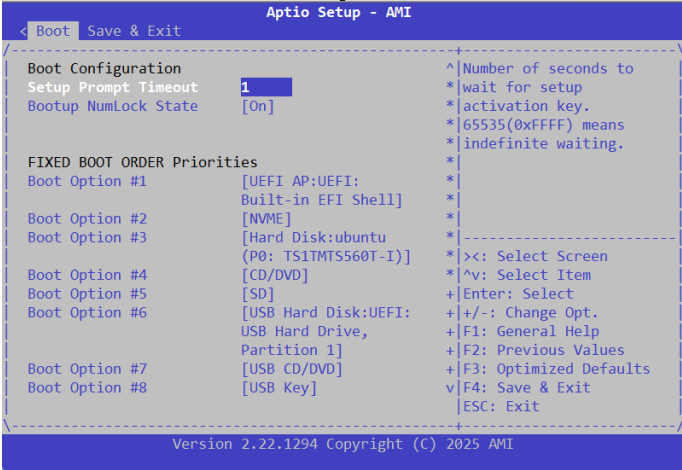 Aptio Setup - AMI
< Boot  Save & Exit
/----------------------------------------------------+-------------------------\
| Boot Configuration ^|Number of seconds to |
| Setup Prompt Timeout 1 *|wait for setup |
| Bootup NumLock State [On] *|activation key. |
| *|65535(0xFFFF) means |
| *|indefinite waiting. |
| FIXED BOOT ORDER Priorities *| |
| Boot Option #1 [UEFI AP:UEFI: *| |
| Built-in EFI Shell] *| |
| Boot Option #2 [NVME] *| |
| Boot Option #3 [Hard Disk:ubuntu *|-------------------------|
| (P0: TS1TMTS560T-I)] *|><: Select Screen |
| Boot Option #4 [CD/DVD] *|^v: Select Item |
| Boot Option #5 [SD] +|Enter: Select |
| Boot Option #6 [USB Hard Disk:UEFI: +|+/-: Change Opt. |
| USB Hard Drive, +|F1: General Help |
| Partition 1] +|F2: Previous Values |
| Boot Option #7 [USB CD/DVD] +|F3: Optimized Defaults |
| Boot Option #8 [USB Key] v|F4: Save & Exit |
| |ESC: Exit |
\----------------------------------------------------+-------------------------/
Version 2.22.1294 Copyright (C) 2025 AMI